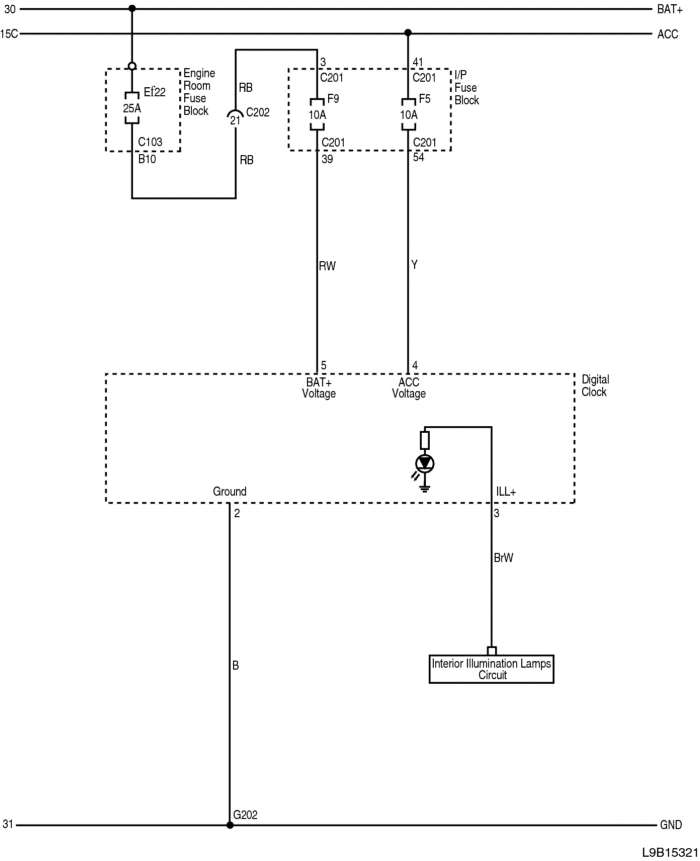 30
BAT+
15C
ACC
Engine
Room
Fuse
Block
Ef22
25A
C103
B10
RB
C202
21
RB
3
C201
41
C201
I/P
Fuse
Block
F9
10A
F5
10A
C201
39
C201
54
RW
Y
5
4
BAT+
Voltage
ACC
Voltage
Digital
Clock
Ground
ILL+
2
3
BrW
B
Interior Illumination Lamps
Circuit
G202
31
GND
L9B15321